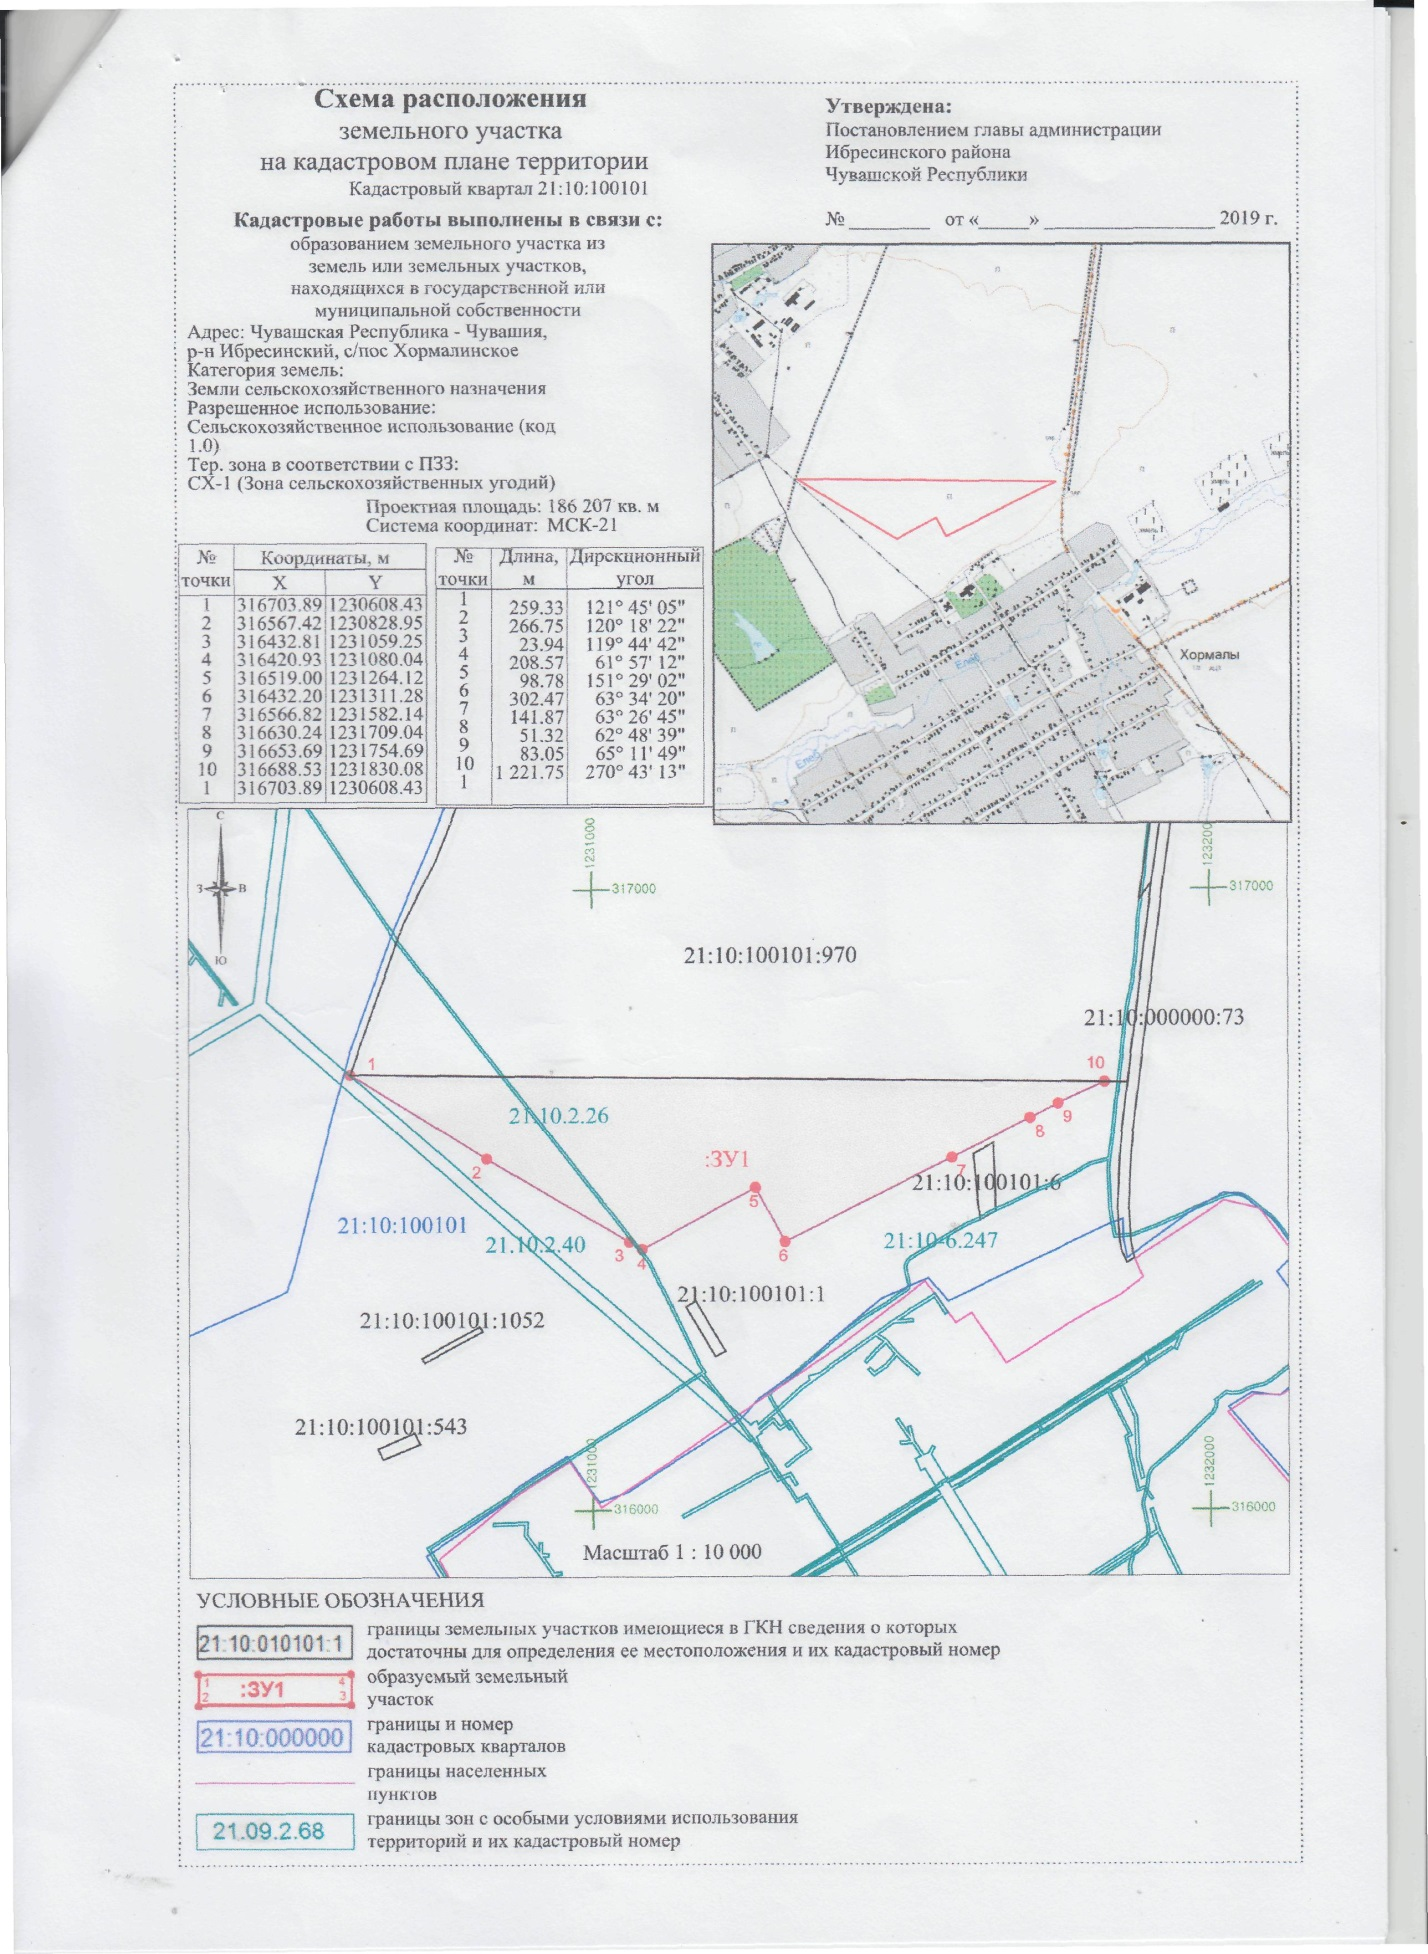 Схема расположения
земельного участка
на кадастровом плане территории
Кадастровый квартал 21:10:100101
Кадастровые работы выполнены в связи с:
образованием земельного участка из
земель или земельных участков,
находящихся в государственной или
муниципальной собственности
Адрес: Чувашская Республика - Чувашия,
р-н Ибресинский, с/пос Хормалинское
Категория земель:
Земли сельскохозяйственного назначения
Разрешенное использование:
Сельскохозяйственное использование (код
1.0)
Тер. зона в соответствии с ПЗЗ:
СХ-1 (Зона сельскохозяйственных угодий)
Проектная площадь: 186 207 кв. м
Система координат: МСК-21
Утверждена:
Постановлением главы администрации
Ибресинского района
Чувашской Республики
№ ________ от «_____» _________________ 2019 г.
№ точки Координаты, м
X Y
1 316703.89 1230608.43
2 316567.42 1230828.95
3 316432.81 1231059.25
4 316420.93 1231080.04
5 316519.00 1231264.12
6 316432.20 1231311.28
7 316566.82 1231582.14
8 316630.24 1231709.04
9 316653.69 1231754.69
10 316688.53 1231830.08
1 316703.89 1230608.43
№ точки Длина, м Дирекционный угол
1
259.33 121° 45' 05"
2
266.75 120° 18' 22"
3
23.94 119° 44' 42"
4
208.57 61° 57' 12"
5
98.78 151° 29' 02"
6
302.47 63° 34' 20"
7
141.87 63° 26' 45"
8
51.32 62° 48' 39"
9
83.05 65° 11' 49"
10
1 221.75 270° 43' 13"
1
Хормалы
С
З В
Ю
1231000
317000
1232000
317000
21:10:100101:970
21:10:000000:73
1
10
9
8
21.10.2.26
2
:ЗУ1
7
5
21:10:100101:6
21:10:100101
21.10.2.40
3
4
6
21:10-6.247
21:10:100101:1
21:10:100101:1052
21:10:100101:543
1231000
316000
1232000
316000
Масштаб 1 : 10 000
УСЛОВНЫЕ ОБОЗНАЧЕНИЯ
21:10:010101:1
границы земельных участков имеющиеся в ГКН сведения о которых
достаточны для определения ее местоположения и их кадастровый номер
1 2 :ЗУ1 4 3
образуемый земельный
участок
21:10:000000
границы и номер
кадастровых кварталов
границы населенных
пунктов
21.09.2.68
границы зон с особыми условиями использования
территорий и их кадастровый номер